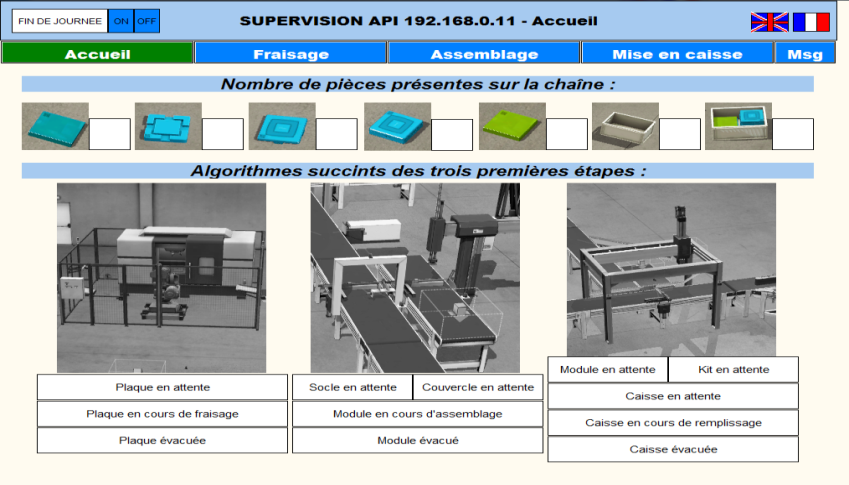 FIN DE JOURNEE ON OFF SUPERVISION API 192.168.0.11 - Accueil
Accueil Fraisage Assemblage Mise en caisse Msg
Nombre de pièces présentes sur la chaîne :
Algorithmes succints des trois premières étapes :
Plaque en attente
Plaque en cours de fraisage
Plaque évacuée
Socle en attente Couvercle en attente
Module en cours d'assemblage
Module évacué
Module en attente Kit en attente
Caisse en attente
Caisse en cours de remplissage
Caisse évacuée